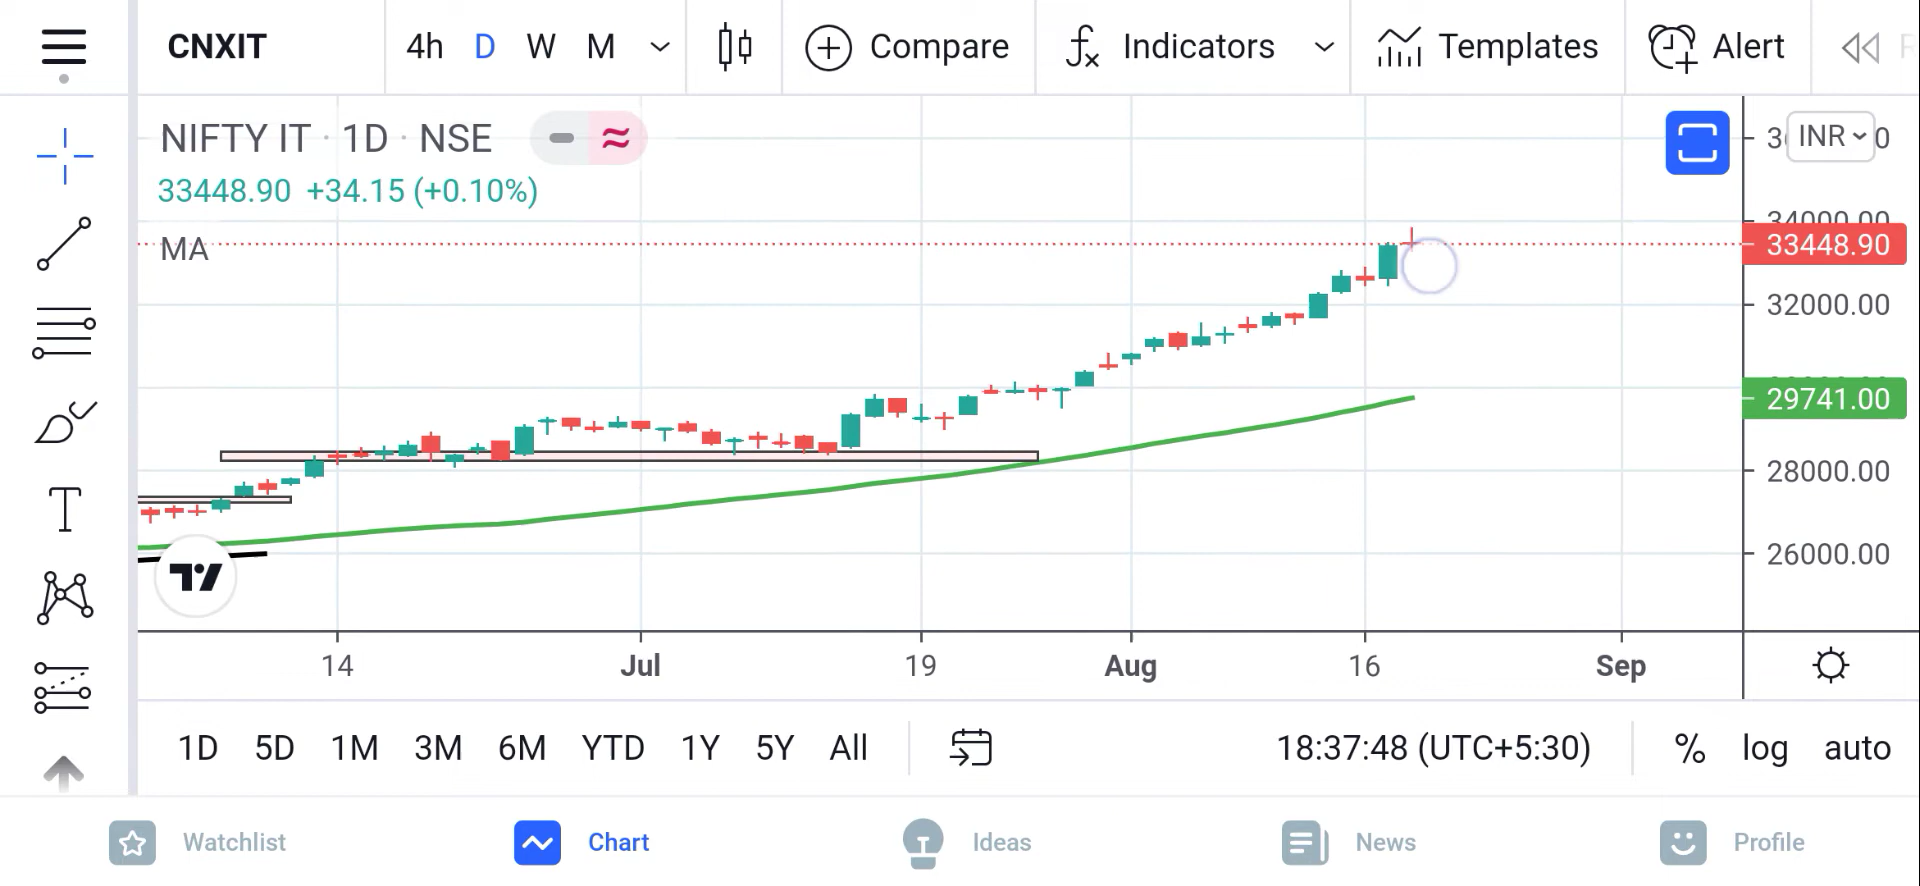 CNXIT 4h D W M Compare Indicators Templates Alert
NIFTY IT · 1D · NSE
33448.90 +34.15 (+0.10%)
MA
INR
34000.00
33448.90
32000.00
29741.00
28000.00
26000.00
14 Jul 19 Aug 16 Sep
1D 5D 1M 3M 6M YTD 1Y 5Y All 18:37:48 (UTC+5:30) % log auto
Watchlist Chart Ideas News Profile